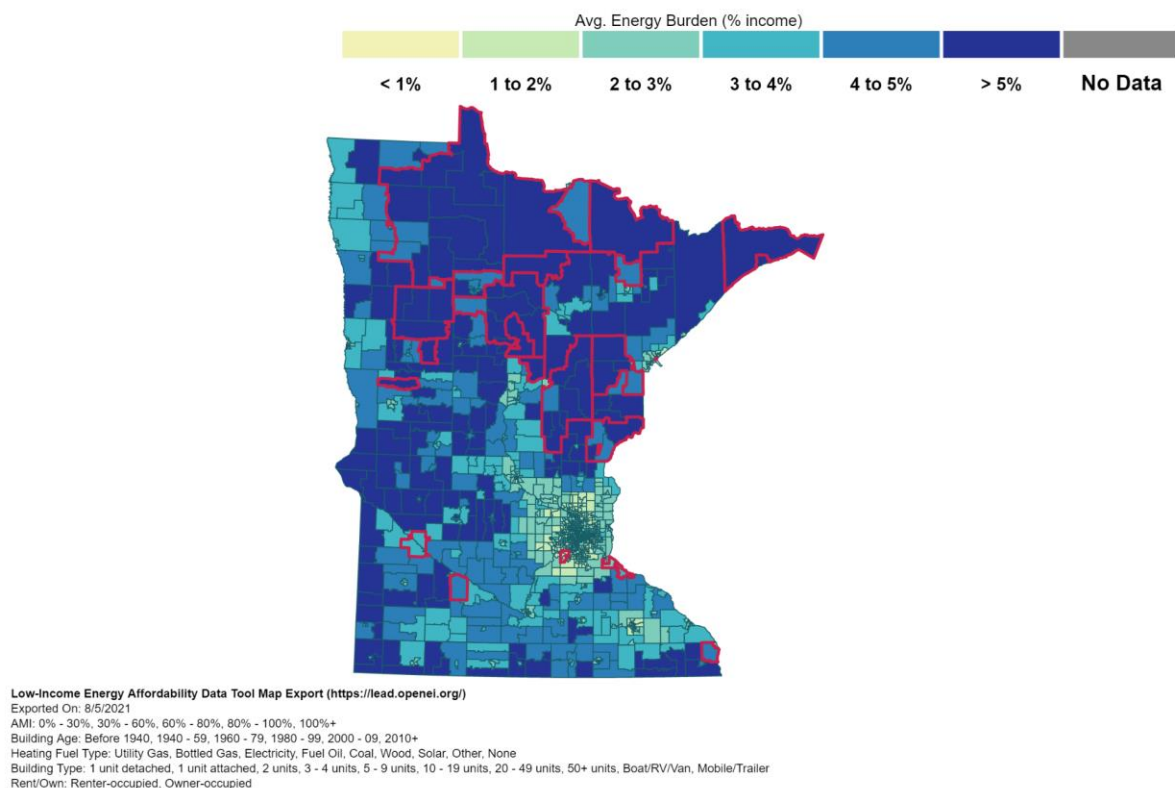 Avg. Energy Burden (% income)
< 1% 1 to 2% 2 to 3% 3 to 4% 4 to 5% > 5% No Data
Low-Income Energy Affordability Data Tool Map Export (https://lead.openei.org/)
Exported On: 8/5/2021
AMI: 0% - 30%, 30% - 60%, 60% - 80%, 80% - 100%, 100%+
Building Age: Before 1940, 1940 - 59, 1960 - 79, 1980 - 99, 2000 - 09, 2010+
Heating Fuel Type: Utility Gas, Bottled Gas, Electricity, Fuel Oil, Coal, Wood, Solar, Other, None
Building Type: 1 unit detached, 1 unit attached, 2 units, 3 - 4 units, 5 - 9 units, 10 - 19 units, 20 - 49 units, 50+ units, Boat/RV/Van, Mobile/Trailer
Rent/Own: Renter-occupied, Owner-occupied